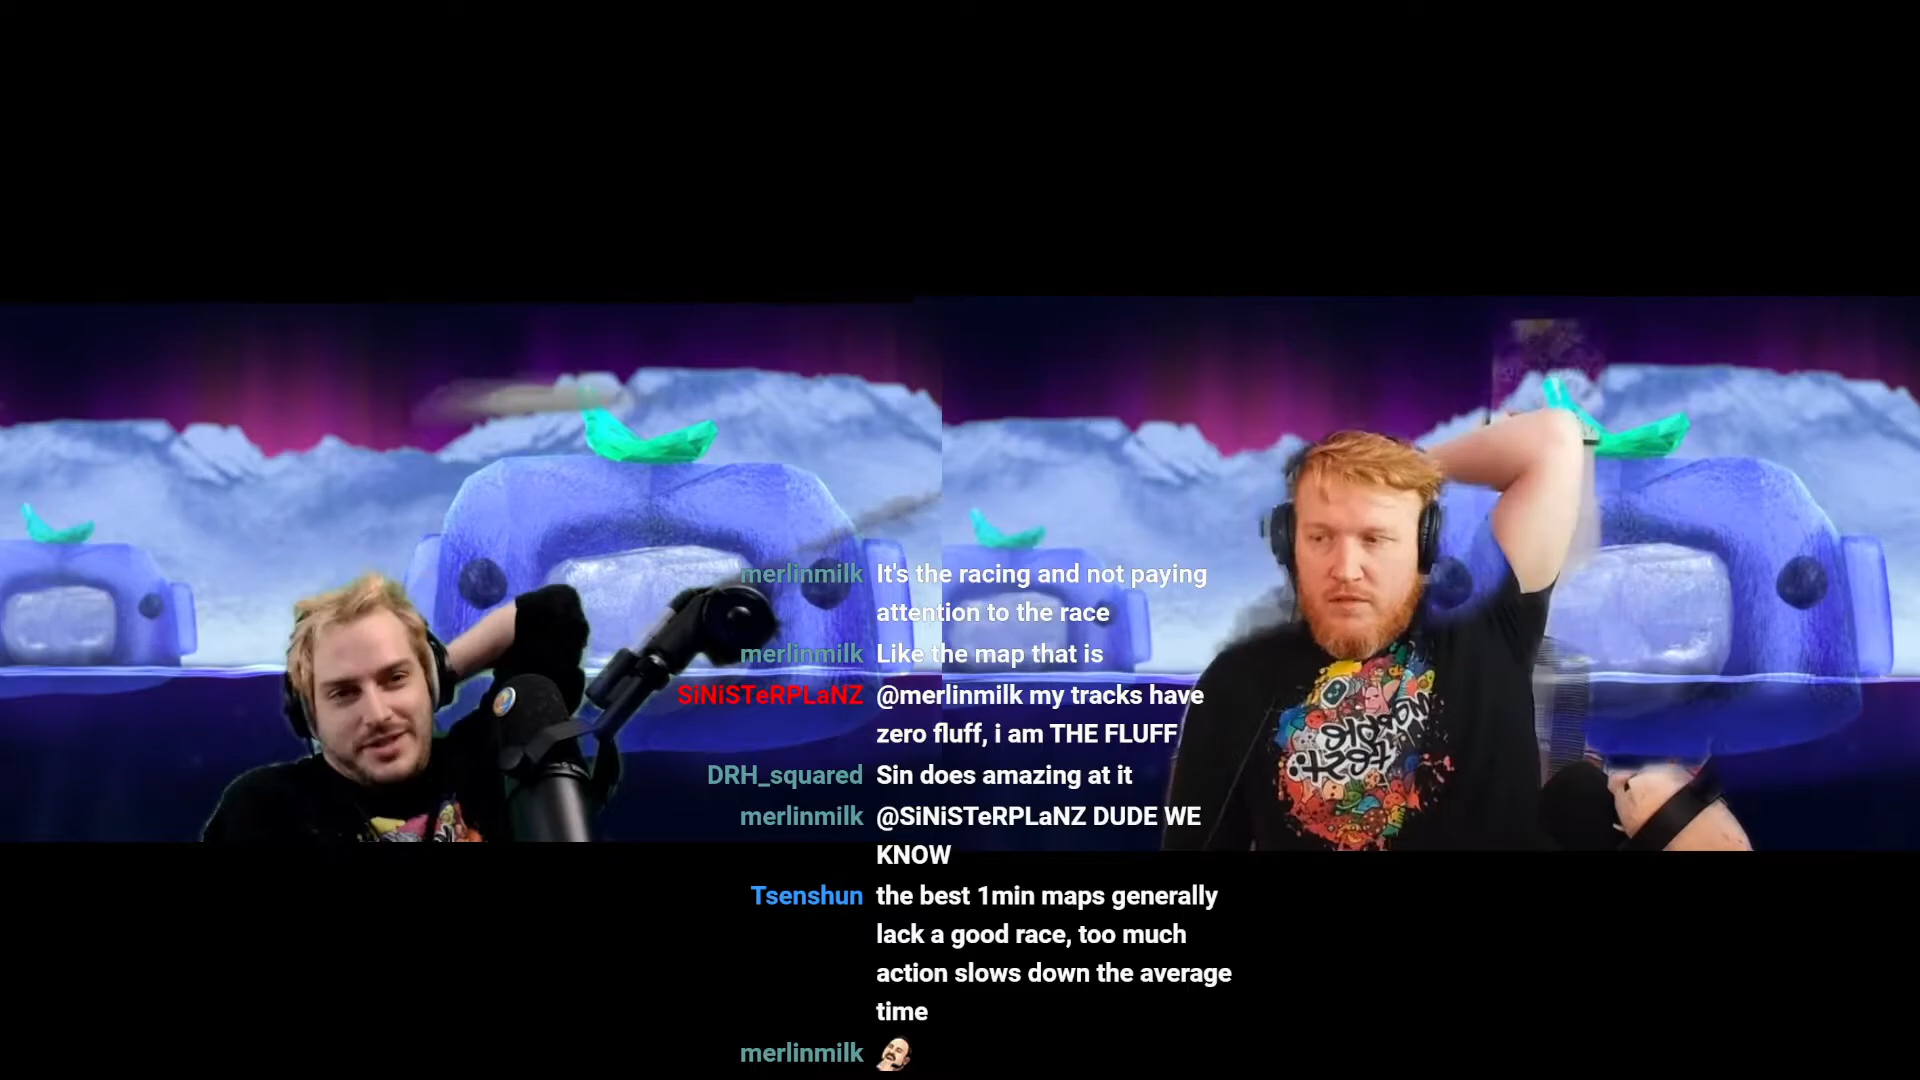 merlinmilk It's the racing and not paying
attention to the race
merlinmilk Like the map that is
SiNiSTeRPLaNZ @merlinmilk my tracks have
zero fluff, i am THE FLUFF
DRH_squared Sin does amazing at it
merlinmilk @SiNiSTeRPLaNZ DUDE WE
KNOW
Tsenshun the best 1min maps generally
lack a good race, too much
action slows down the average
time
merlinmilk